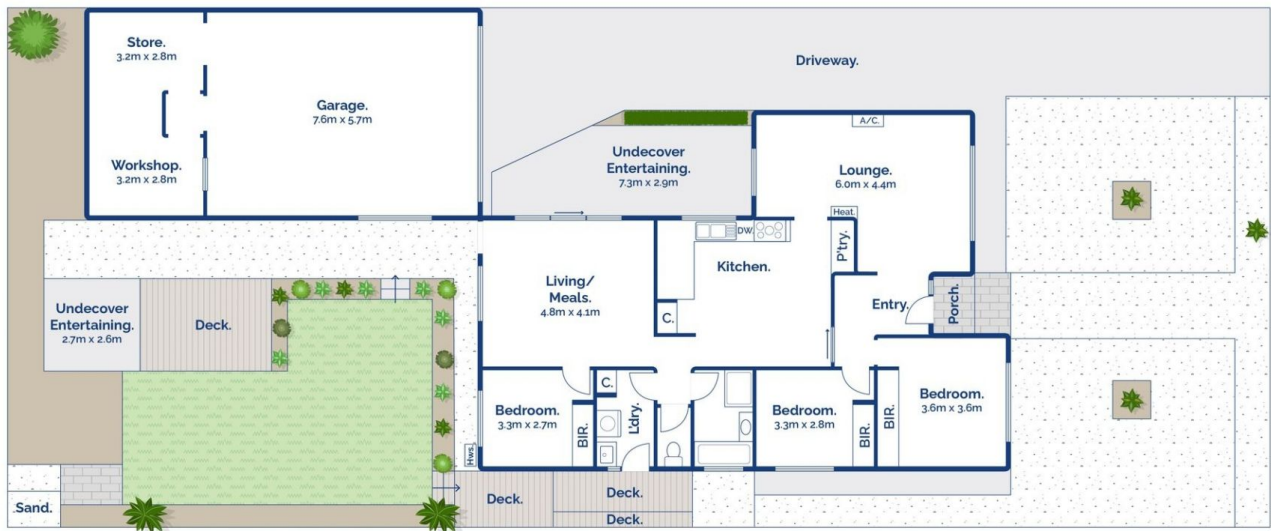 Store.
3.2m x 2.8m
Garage.
7.6m x 5.7m
Workshop.
3.2m x 2.8m
Driveway.
Undecover
Entertaining.
7.3m x 2.9m
A/C.
Lounge.
6.0m x 4.4m
Heat.
DW.
P'try.
Kitchen.
Living/
Meals.
4.8m x 4.1m
C.
Entry.
Porch.
Undecover
Entertaining.
2.7m x 2.6m
Deck.
C.
Bedroom.
3.3m x 2.7m
BIR.
L'dry.
Bedroom.
3.3m x 2.8m
BIR.
BIR.
Bedroom.
3.6m x 3.6m
Hws.
Sand.
Deck.
Deck.
Deck.